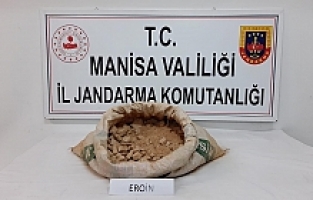 T.C.
MANİSA VALİLİĞİ
İL JANDARMA KOMUTANLIĞI
EROİN